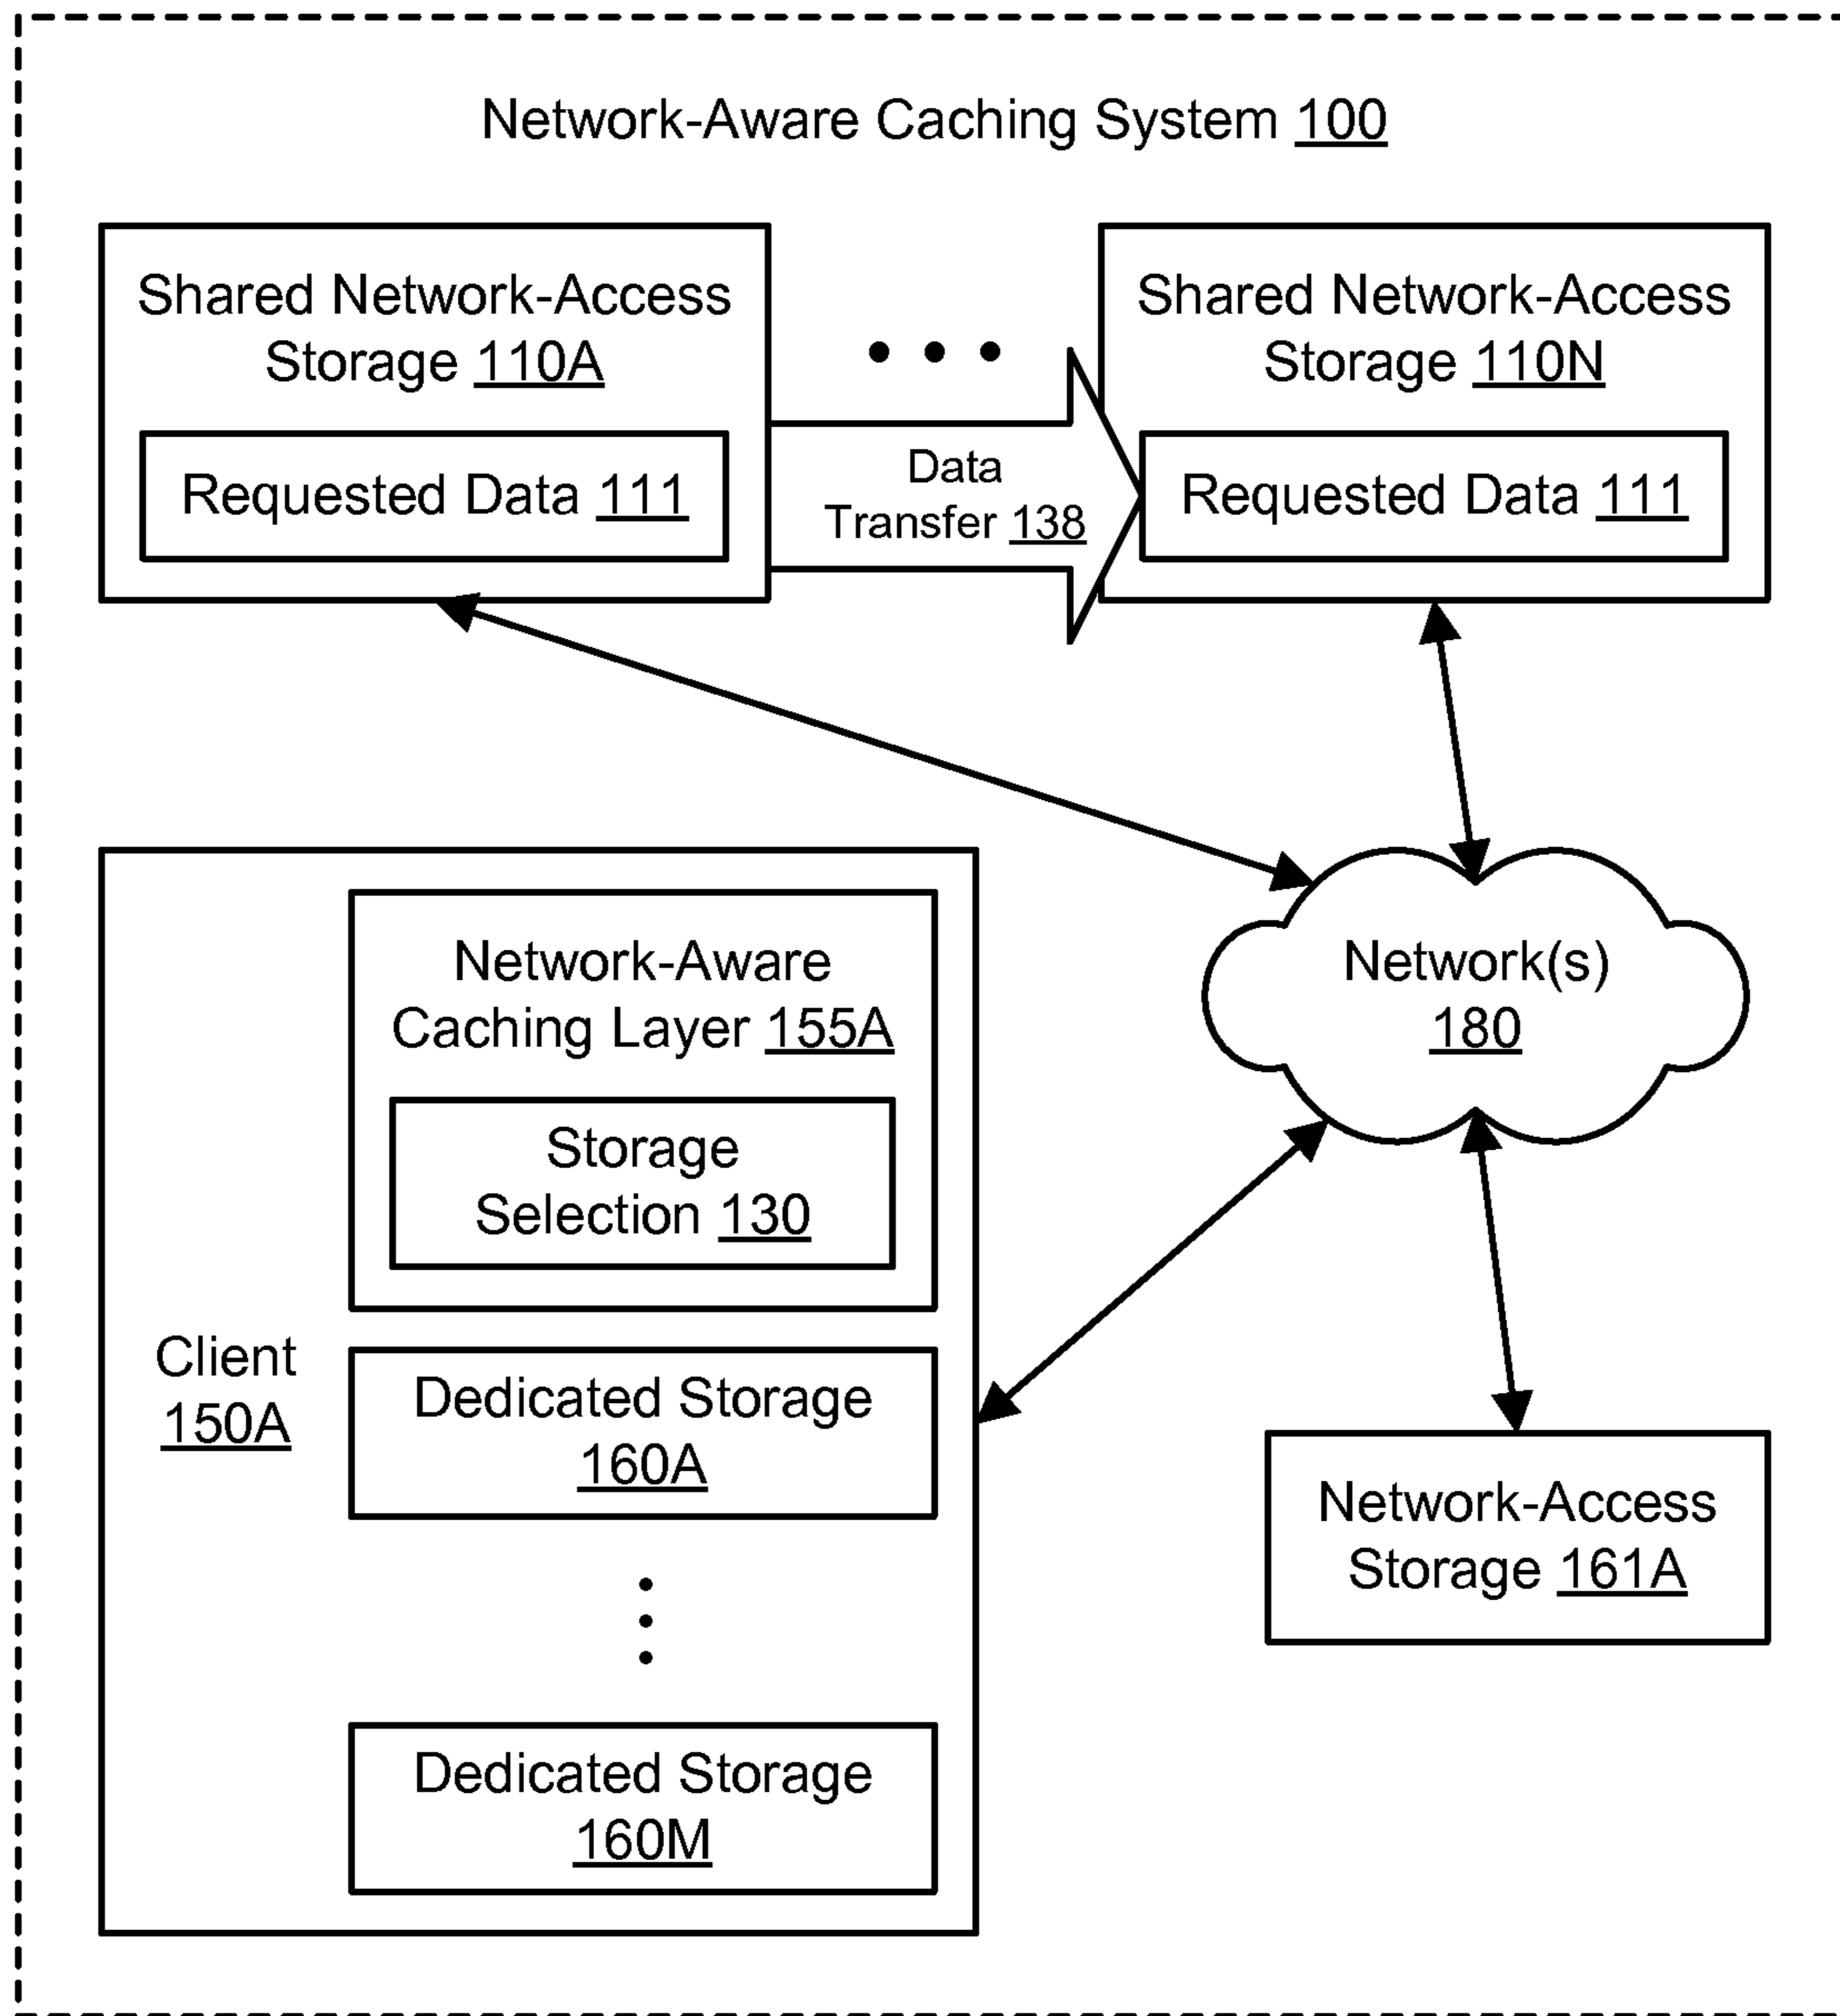 Network-Aware Caching System 100
Shared Network-Access
Storage 110A
Requested Data 111
Data
Transfer 138
Shared Network-Access
Storage 110N
Requested Data 111
Network-Aware
Caching Layer 155A
Storage
Selection 130
Client
150A
Dedicated Storage
160A
Dedicated Storage
160M
Network(s)
180
Network-Access
Storage 161A